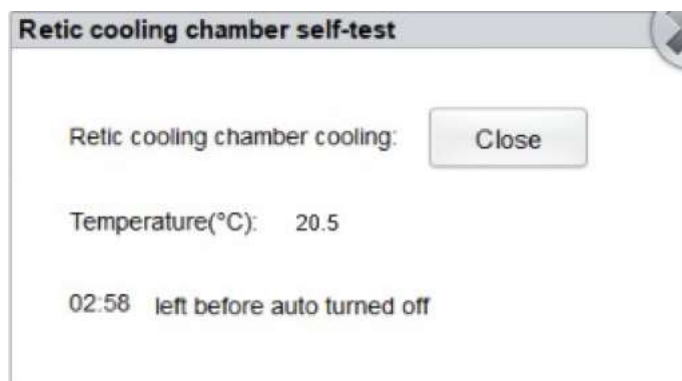 Retic cooling chamber self-test
Retic cooling chamber cooling: Close
Temperature(°C): 20.5
02:58 left before auto turned off